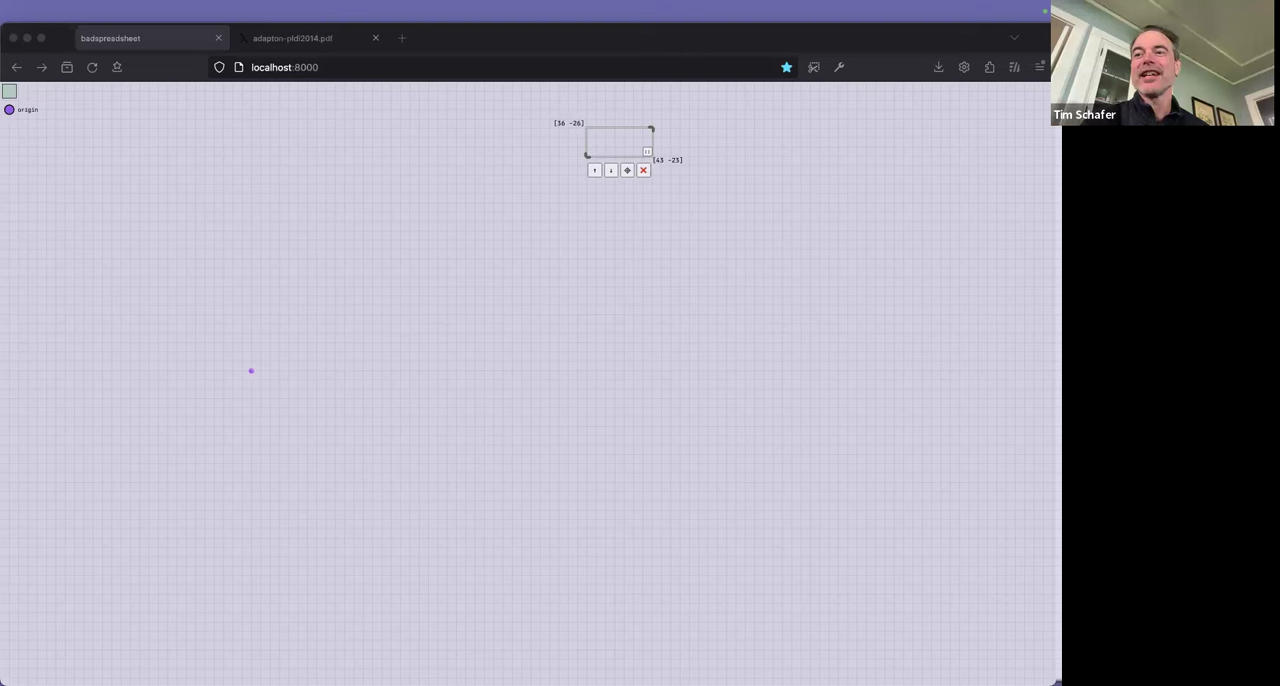 badspreadsheet
adapton-pldi2014.pdf
localhost:8000
Tim Schafer
origin
[36 -26]
[43 -23]